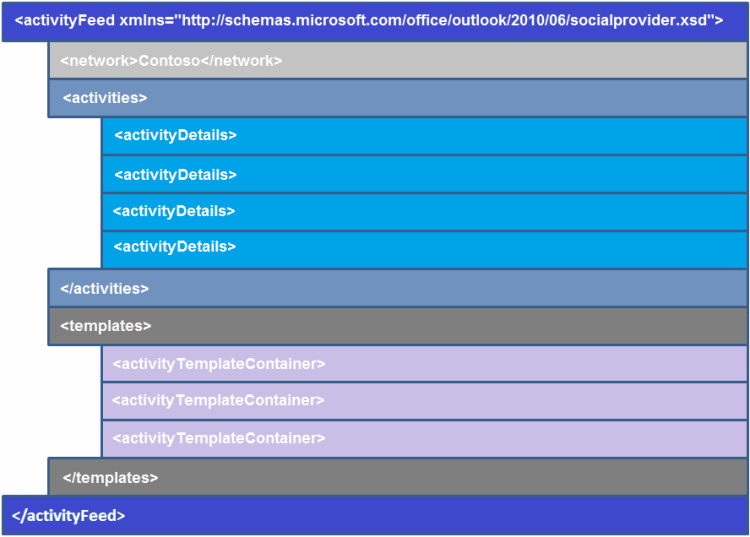 <activityFeed xmlns="http://schemas.microsoft.com/office/outlook/2010/06/socialprovider.xsd">
<network>Contoso</network>
<activities>
<activityDetails>
<activityDetails>
<activityDetails>
<activityDetails>
</activities>
<templates>
<activityTemplateContainer>
<activityTemplateContainer>
<activityTemplateContainer>
</templates>
</activityFeed>